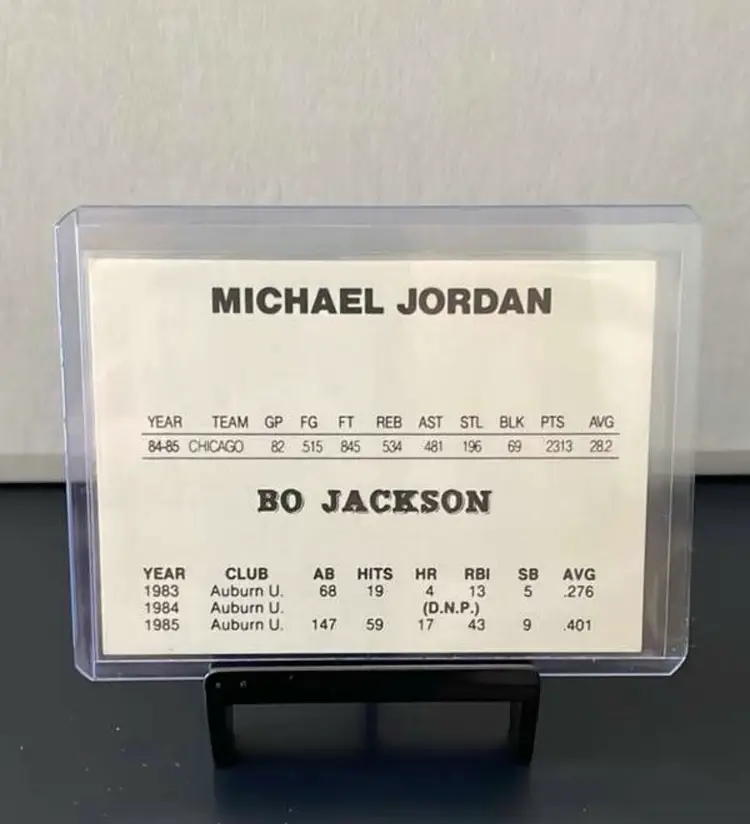 MICHAEL JORDAN
YEAR TEAM GP FG FT REB AST STL BLK PTS AVG
84-85 CHICAGO 82 515 845 534 481 196 69 2313 28.2
BO JACKSON
YEAR CLUB AB HITS HR RBI SB AVG
1983 Auburn U. 68 19 4 13 5 .276
1984 Auburn U. (D.N.P.)
1985 Auburn U. 147 59 17 43 9 .401